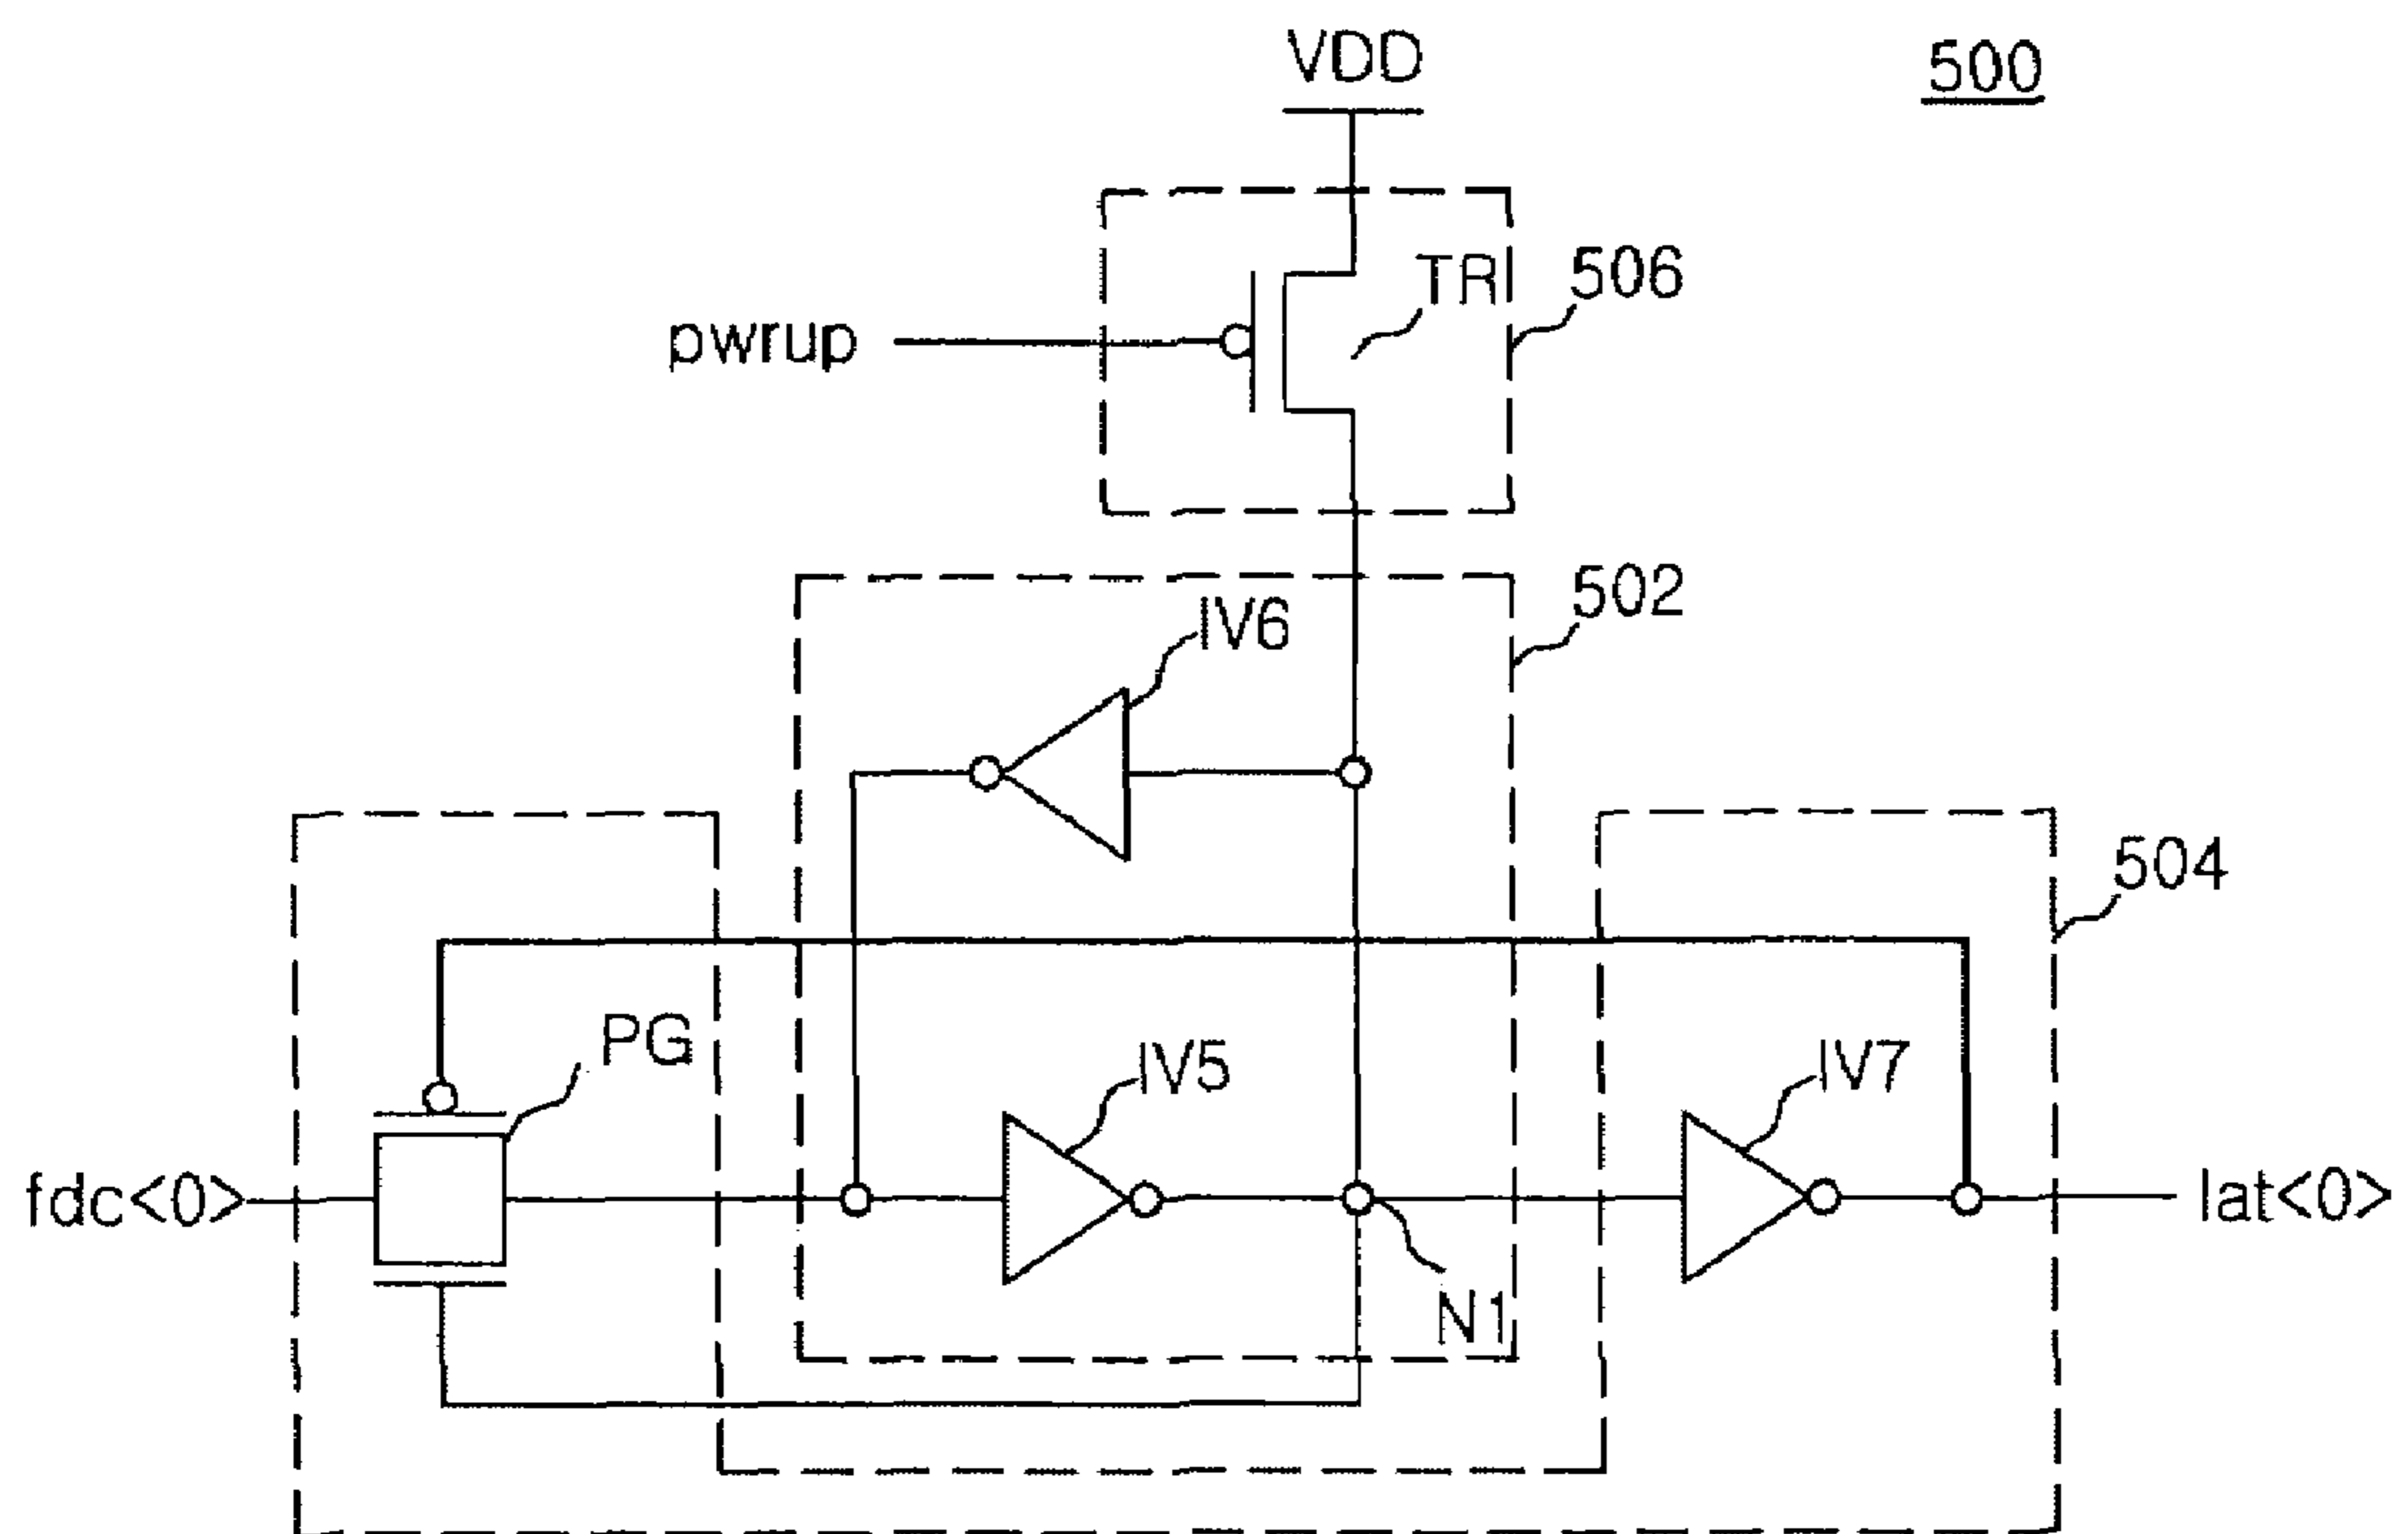 VDD
500
TR
506
pwrup
502
IV6
504
PG
IV5
IV7
fdc<0>
lat<0>
N1